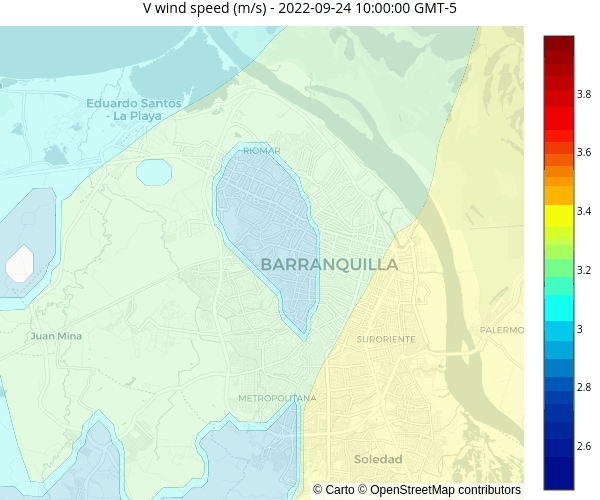 V wind speed (m/s) - 2022-09-24 10:00:00 GMT-5
Eduardo Santos
- La Playa
RIOMAR
BARRANQUILLA
Juan Mina
SURORIENTE
PALERMO
METROPOLITANA
Soledad
© Carto © OpenStreetMap contributors
3.8
3.6
3.4
3.2
3
2.8
2.6